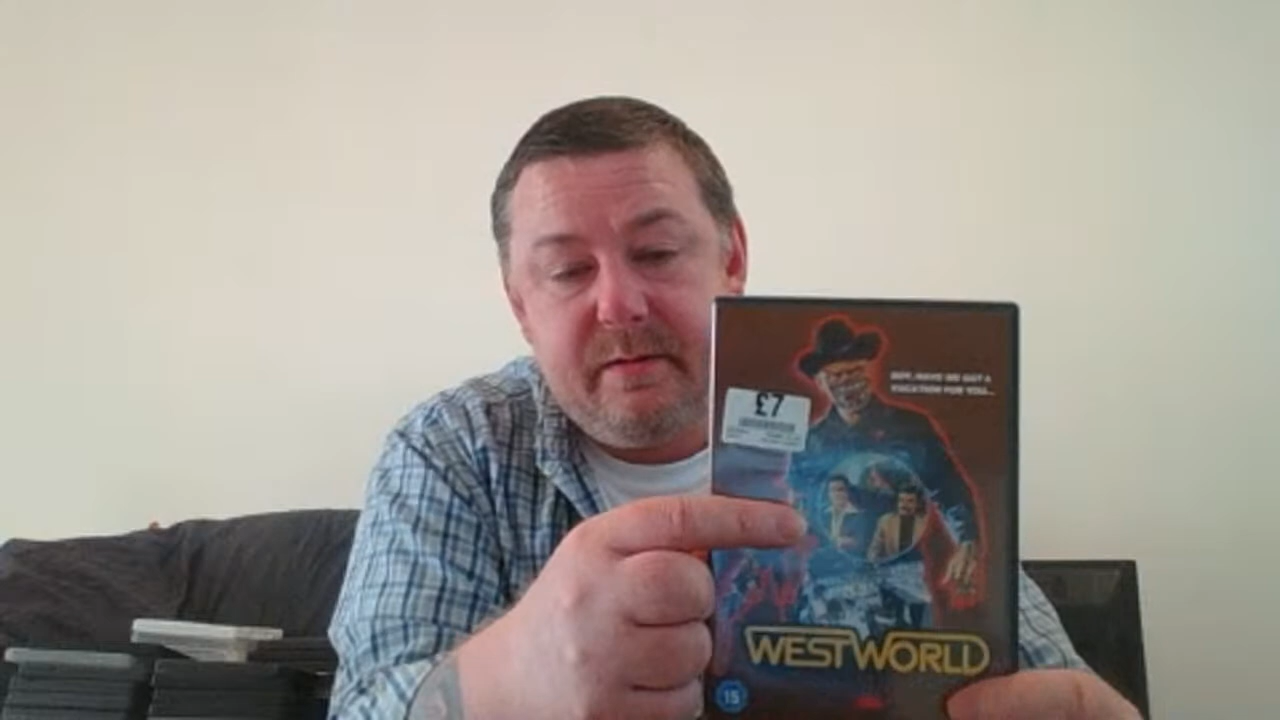 BOY, HAVE WE GOT A
VACATION FOR YOU...
£7
WESTWORLD
15